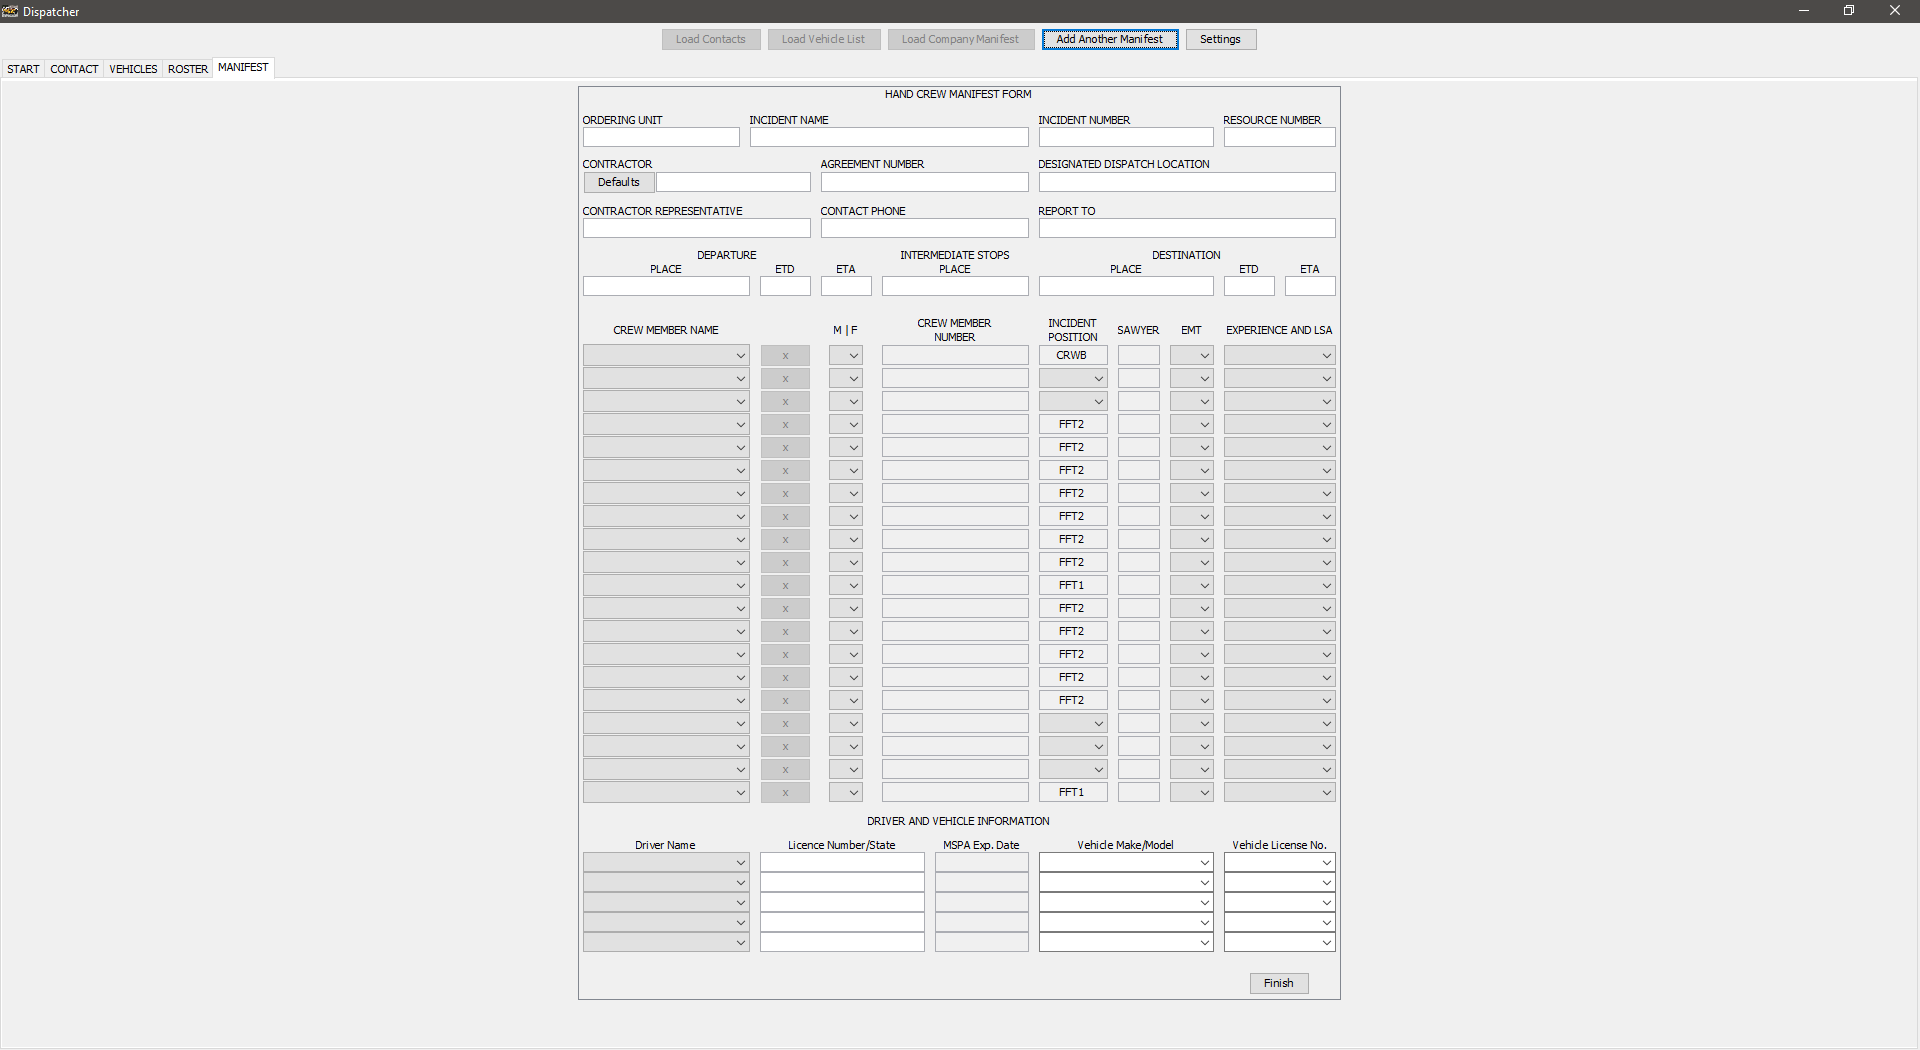 Dispatcher
Load Contacts Load Vehicle List Load Company Manifest Add Another Manifest Settings
START CONTACT VEHICLES ROSTER MANIFEST
HAND CREW MANIFEST FORM
ORDERING UNIT INCIDENT NAME INCIDENT NUMBER RESOURCE NUMBER
CONTRACTOR AGREEMENT NUMBER DESIGNATED DISPATCH LOCATION
Defaults
CONTRACTOR REPRESENTATIVE CONTACT PHONE REPORT TO
DEPARTURE INTERMEDIATE STOPS DESTINATION
PLACE ETD ETA PLACE PLACE ETD ETA
CREW MEMBER NAME M | F CREW MEMBER NUMBER INCIDENT POSITION SAWYER EMT EXPERIENCE AND LSA
x CRWB
x
x
x FFT2
x FFT2
x FFT2
x FFT2
x FFT2
x FFT2
x FFT2
x FFT1
x FFT2
x FFT2
x FFT2
x FFT2
x FFT2
x
x
x
x FFT1
DRIVER AND VEHICLE INFORMATION
Driver Name Licence Number/State MSPA Exp. Date Vehicle Make/Model Vehicle License No.
Finish